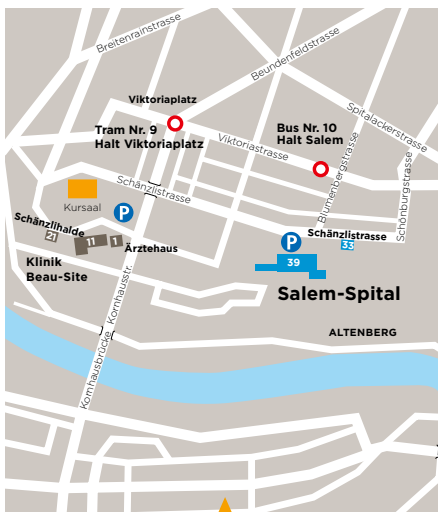 Breitenrainstrasse
Beundenfeldstrasse
Viktoriaplatz
Spitalackerstrasse
Tram Nr. 9
Halt Viktoriaplatz
Bus Nr. 10
Halt Salem
Viktoriastrasse
Blumenbergstrasse
Schönburgstrasse
Schänzlistrasse
Kursaal
P
Schänzlihalde
21
11
1
Ärztehaus
P
Schänzlistrasse
33
39
Klinik
Beau-Site
Kornhausstr.
Salem-Spital
Kornhausbrücke
ALTENBERG